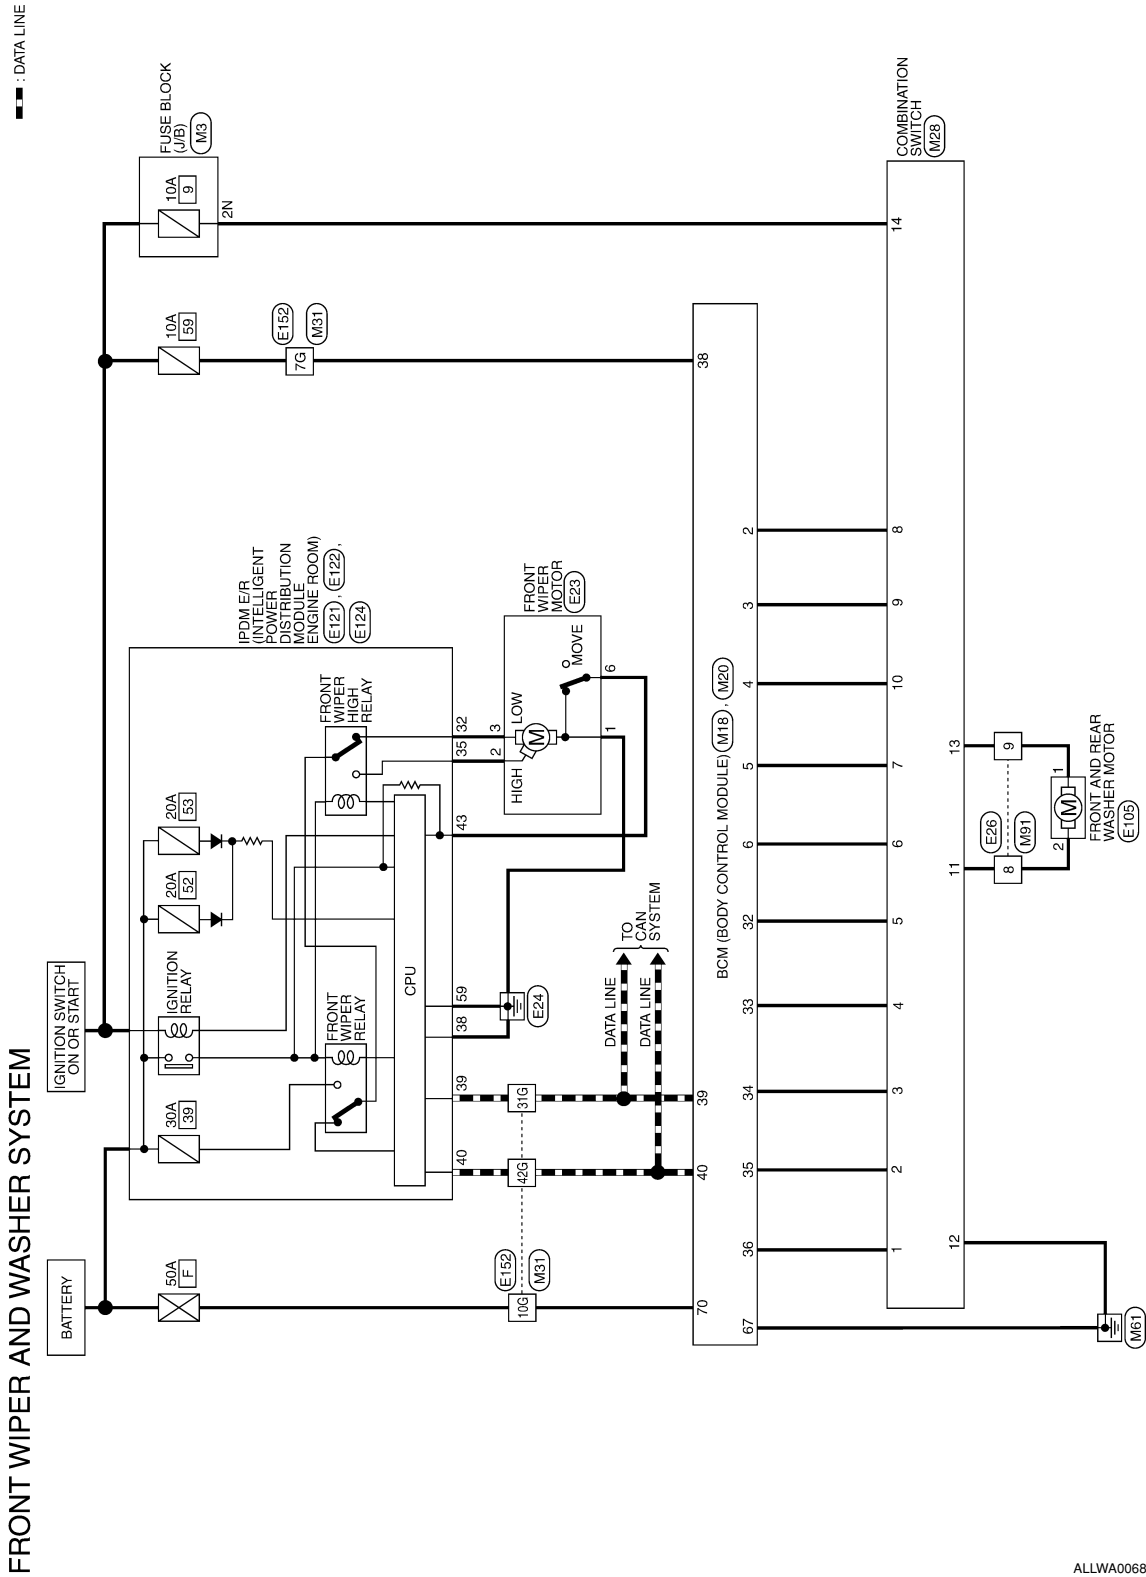 FRONT WIPER AND WASHER SYSTEM
: DATA LINE
BATTERY
IGNITION SWITCH
ON OR START
50A
F
30A
39
IGNITION
RELAY
20A
52
20A
53
10A
59
10A
9
FUSE BLOCK
(J/B)
M3
2N
IPDM E/R
(INTELLIGENT
POWER
DISTRIBUTION
MODULE
ENGINE ROOM)
E121 , E122 ,
E124
FRONT
WIPER
RELAY
FRONT
WIPER
HIGH
RELAY
CPU
40
39
38
59
43
35
32
E152
M31
7G
E152
M31
10G
42G
31G
E24
FRONT
WIPER
MOTOR
E23
2
3
HIGH
LOW
M
MOVE
1
6
DATA LINE
DATA LINE
TO
CAN
SYSTEM
70
40
39
38
BCM (BODY CONTROL MODULE) M18 , M20
67
36
35
34
33
32
6
5
4
3
2
1
2
3
4
5
6
7
10
9
8
14
COMBINATION
SWITCH
M28
12
11
13
8
9
E26
M91
2
1
M
FRONT AND REAR
WASHER MOTOR
E105
M61
ALLWA0068